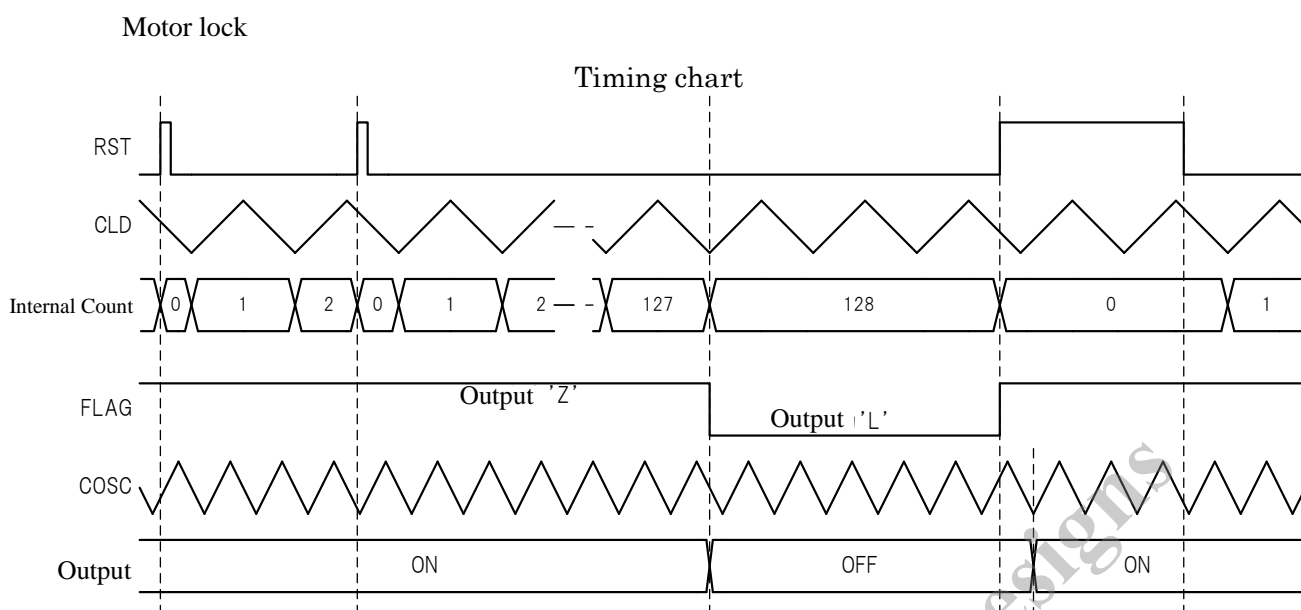 Motor lock
Timing chart
RST
CLD
Internal Count 0 1 2 0 1 2 127 128 0 1
FLAG Output 'Z' Output 'L'
COSC
Output ON OFF ON
esigns